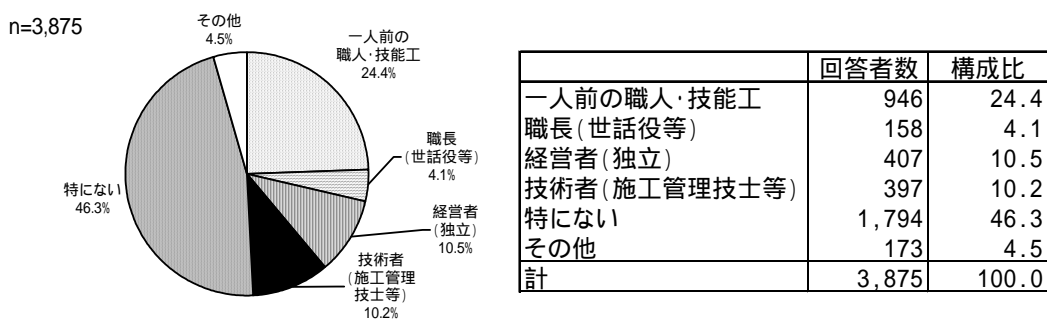 n=3,875
その他
4.5%
一人前の
職人・技能工
24.4%
職長
(世話役等)
4.1%
経営者
(独立)
10.5%
技術者
(施工管理
技士等)
10.2%
特にない
46.3%
回答者数 構成比
一人前の職人・技能工 946 24.4
職長(世話役等) 158 4.1
経営者(独立) 407 10.5
技術者(施工管理技士等) 397 10.2
特にない 1,794 46.3
その他 173 4.5
計 3,875 100.0